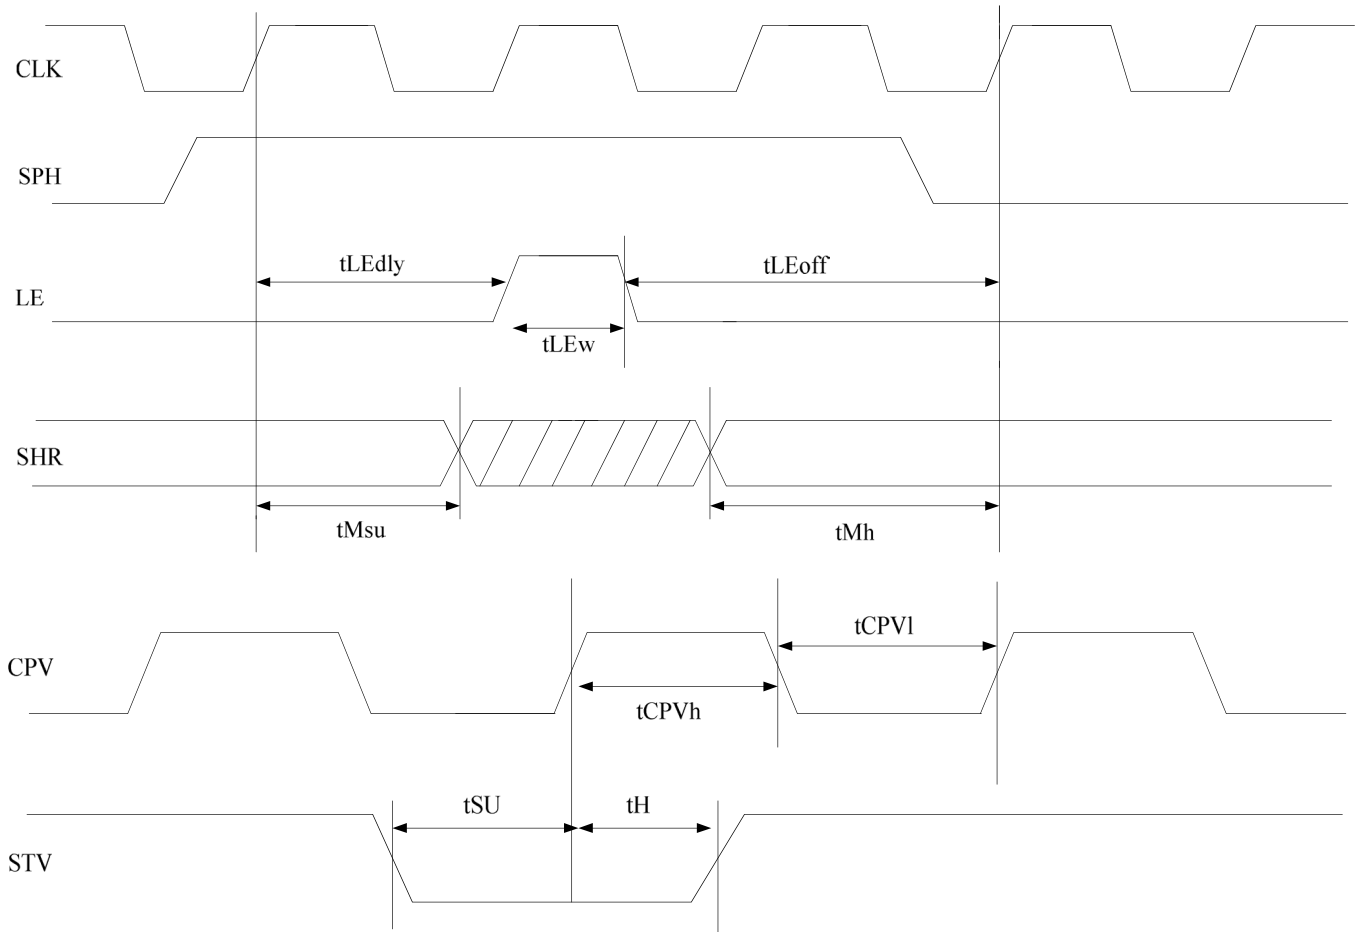 CLK
SPH
tLEdly
tLEoff
LE
tLEw
SHR
tMsu
tMh
tCPVl
CPV
tCPVh
tSU
tH
STV